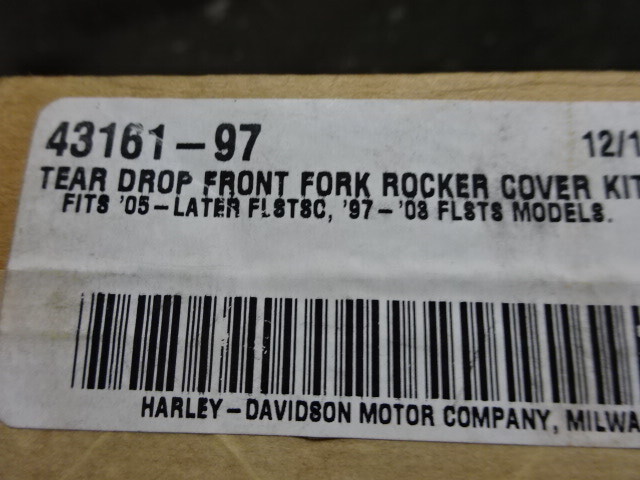 43161-97 12/1
TEAR DROP FRONT FORK ROCKER COVER KIT
FITS '05-LATER FLSTSC, '97-'03 FLSTS MODELS.
HARLEY-DAVIDSON MOTOR COMPANY, MILWA